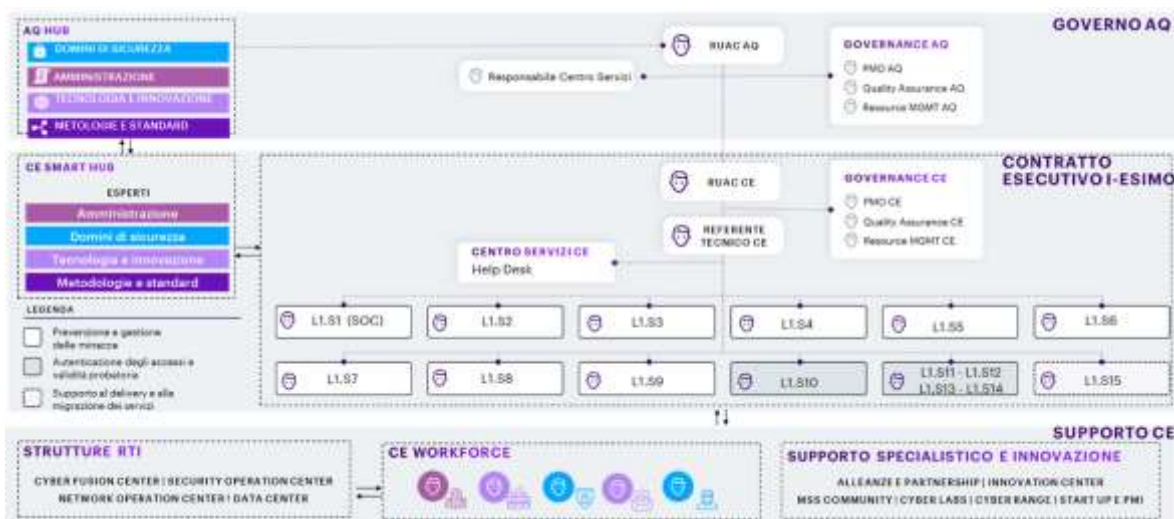 GOVERNO AQ
AQ HUB
DOMINI DI SICUREZZA
AMMINISTRAZIONE
TECNOLOGIA E INNOVAZIONE
METOLOGIE E STANDARD
RUAC AQ
Responsabile Centro Servizi
GOVERNANCE AQ
PMO AQ
Quality Assurance AQ
Resource MGMT AQ
CONTRATTO
ESECUTIVO I-ESIMO
CE SMART HUB
ESPERTI
Amministrazione
Domini di sicurezza
Tecnologia e innovazione
Metodologie e standard
RUAC CE
REFERENTE
TECNICO CE
GOVERNANCE CE
PMO CE
Quality Assurance CE
Resource MGMT CE
CENTRO SERVIZI CE
Help Desk
LEGENDA
Prevenzione e gestione
delle minacce
Autenticazione degli accessi e
validità probatoria
Supporto al delivery e alla
migrazione dei servizi
L1.S1 (SOC)
L1.S2
L1.S3
L1.S4
L1.S5
L1.S6
L1.S7
L1.S8
L1.S9
L1.S10
L1.S11 - L1.S12
L1.S13 - L1.S14
L1.S15
SUPPORTO CE
STRUTTURE RTI
CYBER FUSION CENTER | SECURITY OPERATION CENTER
NETWORK OPERATION CENTER | DATA CENTER
CE WORKFORCE
SUPPORTO SPECIALISTICO E INNOVAZIONE
ALLEANZE E PARTNERSHIP | INNOVATION CENTER
MSS COMMUNITY | CYBER LABS | CYBER RANGE | START UP E PMI